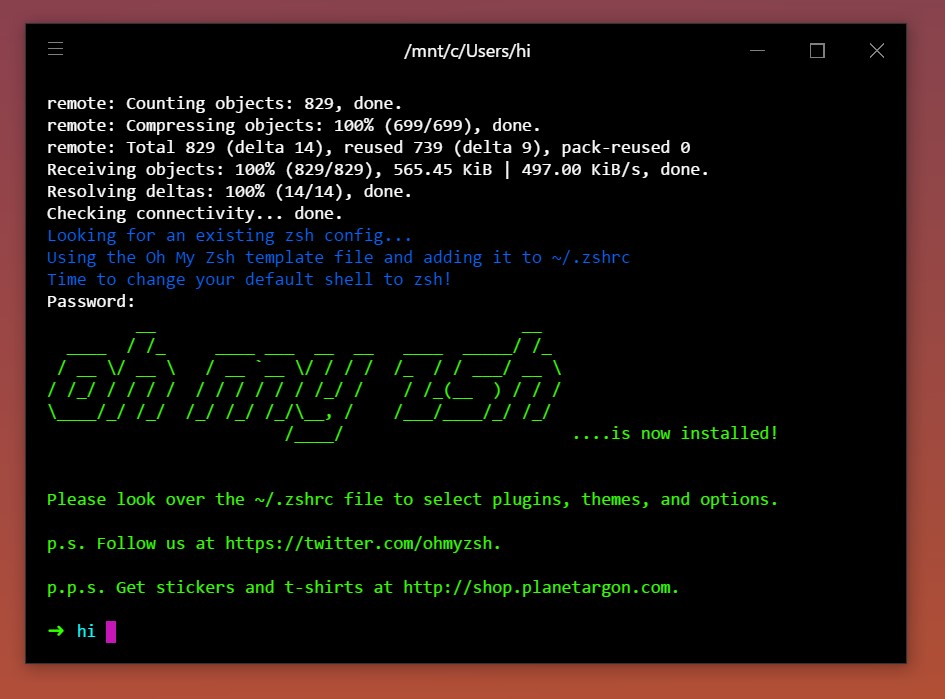 /mnt/c/Users/hi
remote: Counting objects: 829, done.
remote: Compressing objects: 100% (699/699), done.
remote: Total 829 (delta 14), reused 739 (delta 9), pack-reused 0
Receiving objects: 100% (829/829), 565.45 KiB | 497.00 KiB/s, done.
Resolving deltas: 100% (14/14), done.
Checking connectivity... done.
Looking for an existing zsh config...
Using the Oh My Zsh template file and adding it to ~/.zshrc
Time to change your default shell to zsh!
Password:
oh my zsh
....is now installed!
Please look over the ~/.zshrc file to select plugins, themes, and options.
p.s. Follow us at https://twitter.com/ohmyzsh.
p.p.s. Get stickers and t-shirts at http://shop.planetargon.com.
➜ hi